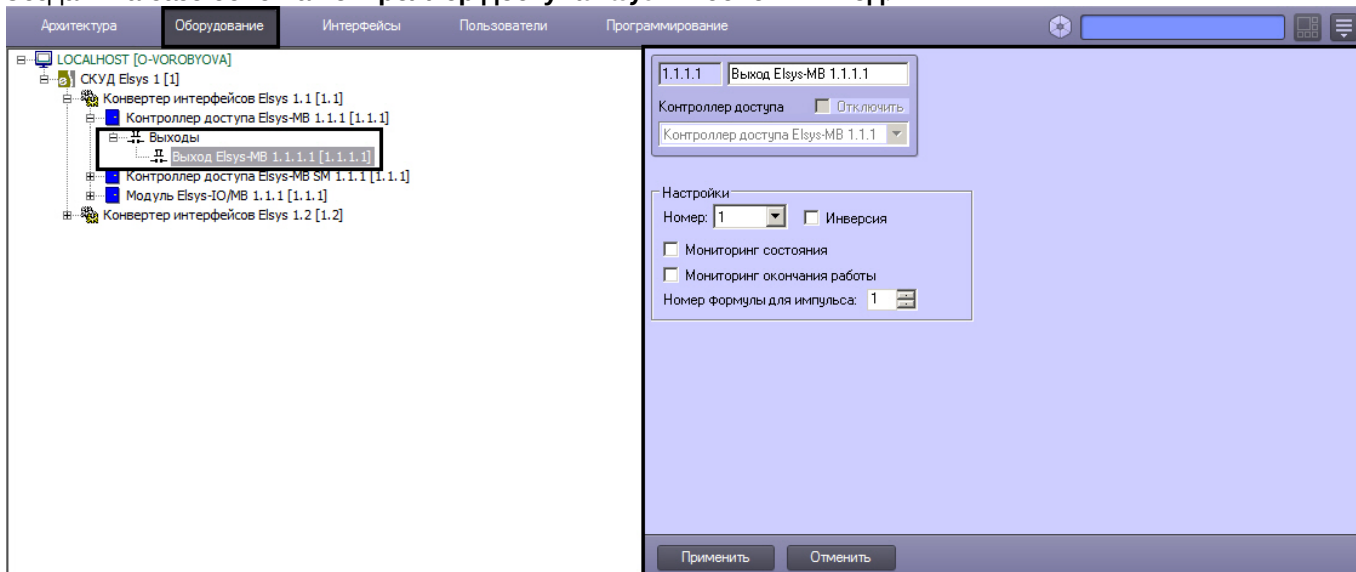 Архитектура Оборудование Интерфейсы Пользователи Программирование
LOCALHOST [O-VOROBYOVA]
СКУД Elsys 1 [1]
Конвертер интерфейсов Elsys 1.1 [1.1]
Контроллер доступа Elsys-MB 1.1.1 [1.1.1]
Выходы
Выход Elsys-MB 1.1.1.1 [1.1.1.1]
Контроллер доступа Elsys-MB SM 1.1.1 [1.1.1]
Модуль Elsys-IO/MB 1.1.1 [1.1.1]
Конвертер интерфейсов Elsys 1.2 [1.2]
1.1.1.1 Выход Elsys-MB 1.1.1.1
Контроллер доступа Отключить
Контроллер доступа Elsys-MB 1.1.1
Настройки
Номер: 1 Инверсия
Мониторинг состояния
Мониторинг окончания работы
Номер формулы для импульса: 1
Применить Отменить